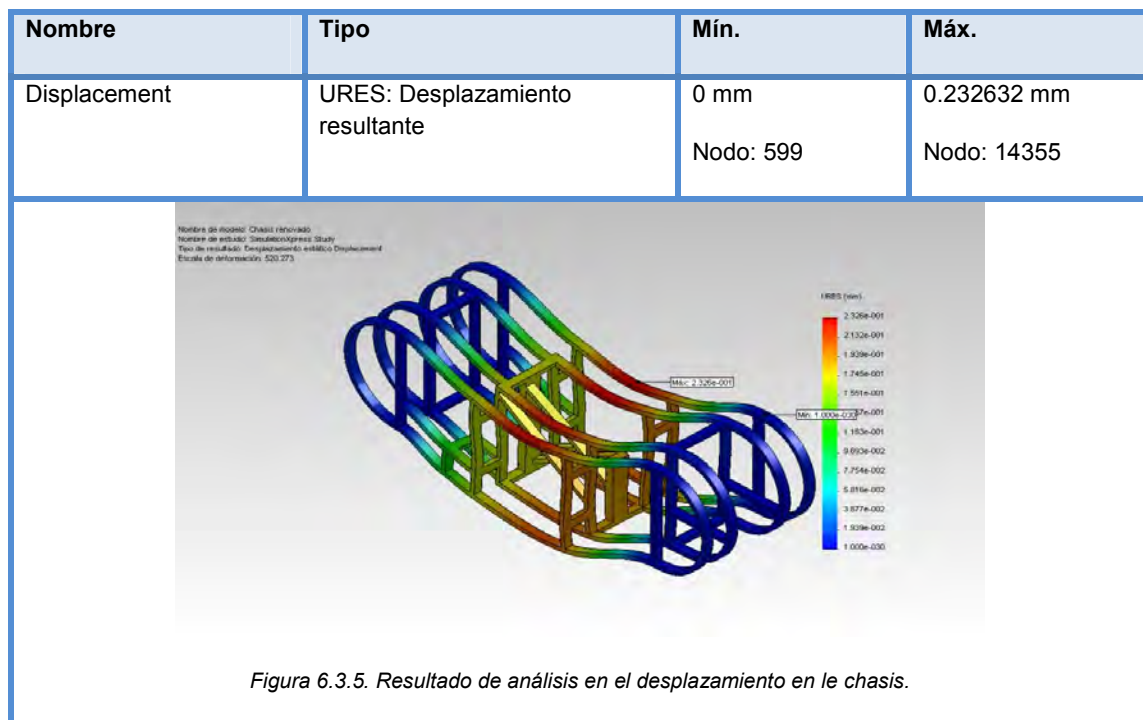 Nombre Tipo Mín. Máx.
Displacement URES: Desplazamiento resultante 0 mm 0.232632 mm
Nodo: 599 Nodo: 14355
Nombre de modelo: Chasis renovado
Nombre de estudio: SimulationXpress Study
Tipo de resultado: Desplazamiento estático Displacement
Escala de deformación: 520.273
URES (mm)
2.326e-001
2.132e-001
1.939e-001
1.745e-001
Máx: 2.326e-001
1.551e-001
Mín: 1.000e-030
1.163e-001
9.693e-002
7.754e-002
5.816e-002
3.877e-002
1.939e-002
1.000e-030
Figura 6.3.5. Resultado de análisis en el desplazamiento en le chasis.